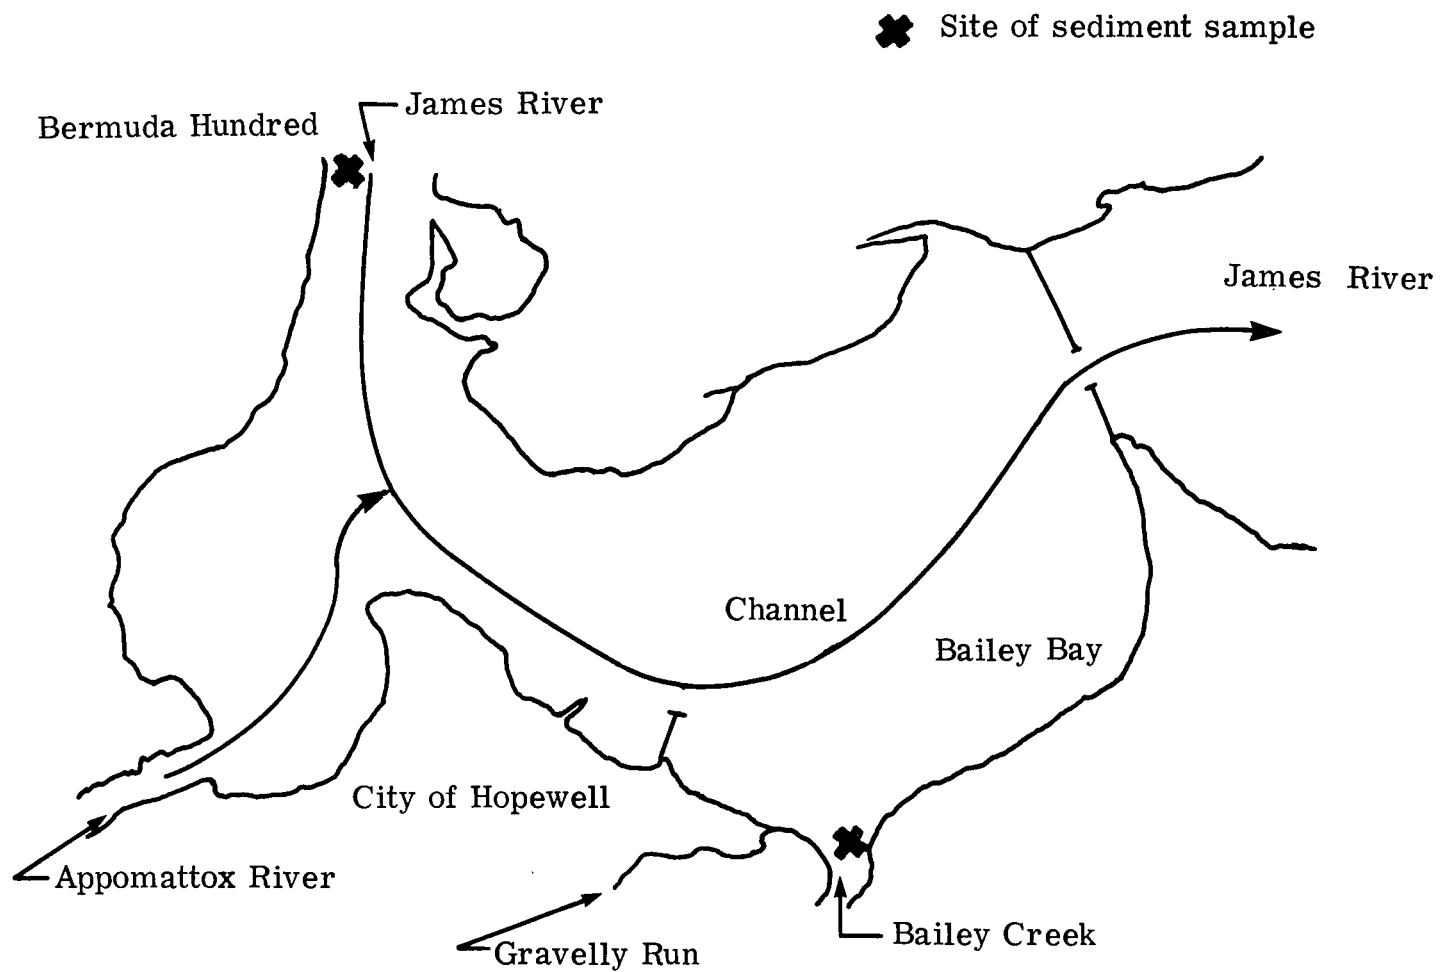 Site of sediment sample
James River
Bermuda Hundred
James River
Channel
Bailey Bay
City of Hopewell
Appomattox River
Bailey Creek
Gravelly Run